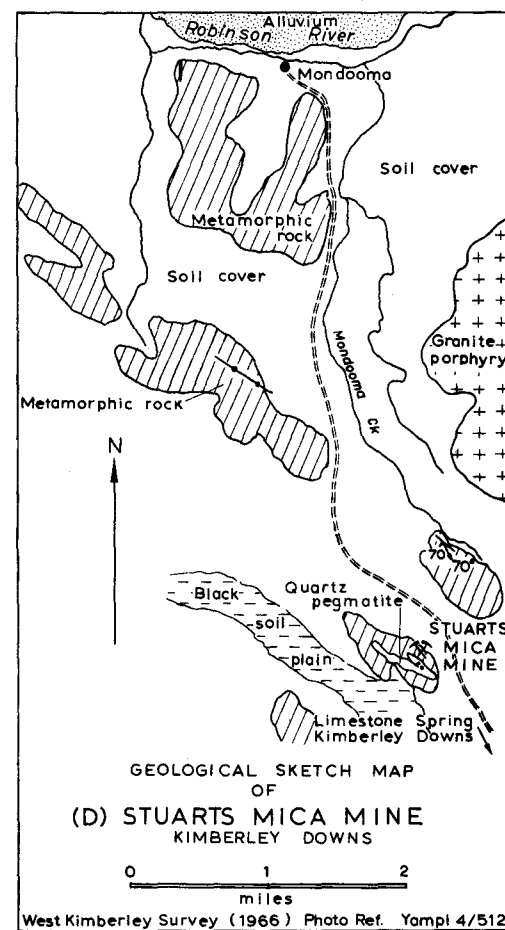 Alluvium
Robinson River
Mondooma
Soil cover
Metamorphic
rock
Soil cover
Granite
porphyry
Mondooma Ck
Metamorphic rock
N
70°
70°
Quartz
pegmatite
Black
soil
plain
STUARTS
MICA
MINE
Limestone Spring
Kimberley Downs
GEOLOGICAL SKETCH MAP
OF
(D) STUARTS MICA MINE
KIMBERLEY DOWNS
0 1 2
miles
West Kimberley Survey (1966) Photo Ref. Yampi 4/512